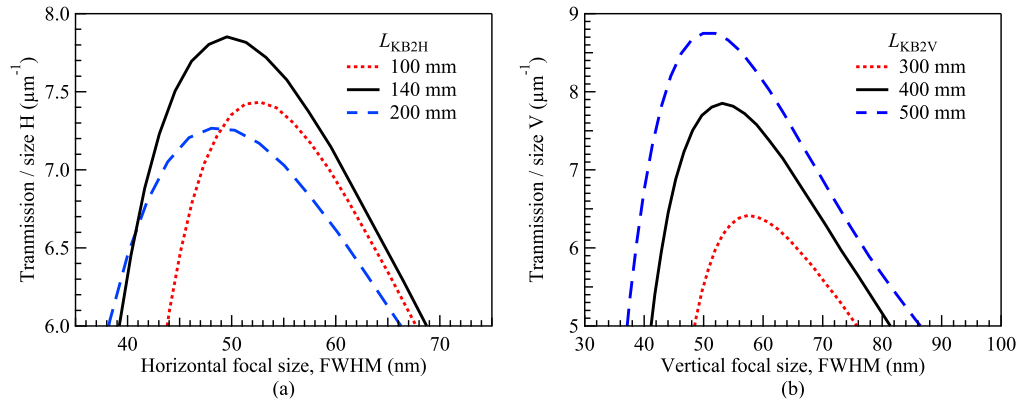 8.0
7.5
7.0
6.5
6.0
Tranmission / size H (μm⁻¹)
40
50
60
70
Horizontal focal size, FWHM (nm)
(a)
L_KB2H
100 mm
140 mm
200 mm
9
8
7
6
5
Tranmission / size V (μm⁻¹)
30
40
50
60
70
80
90
100
Vertical focal size, FWHM (nm)
(b)
L_KB2V
300 mm
400 mm
500 mm